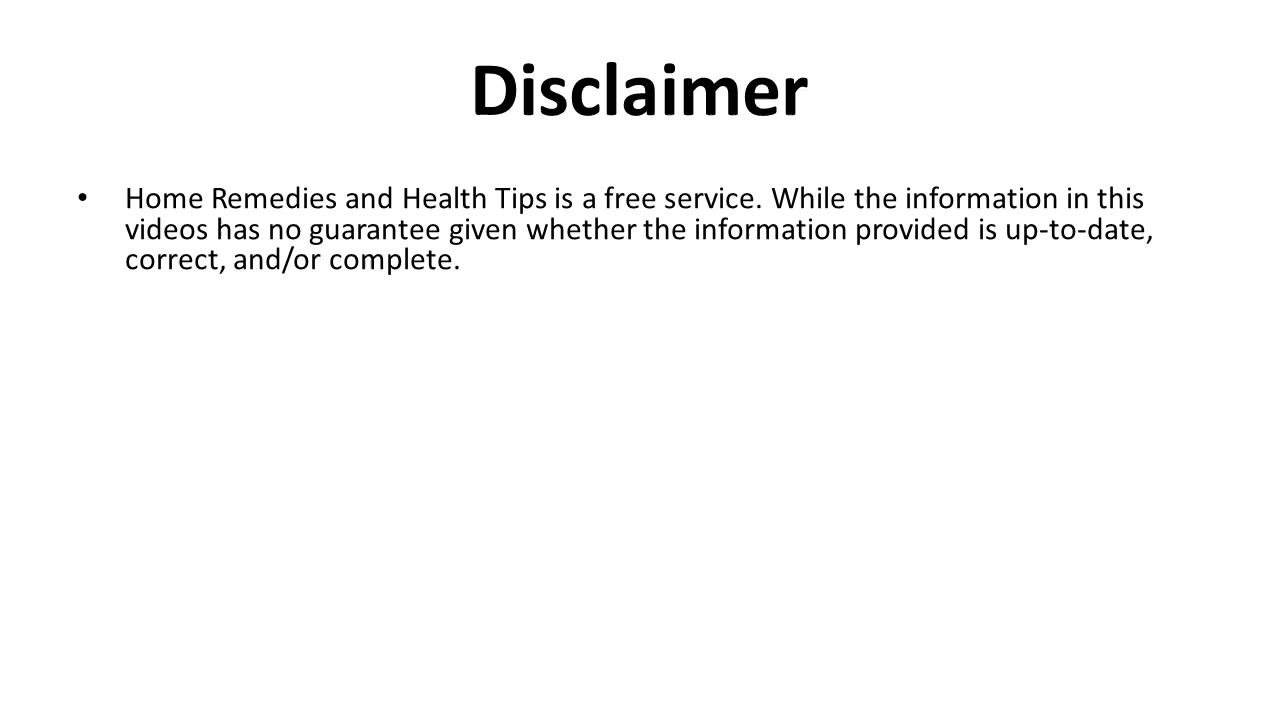 Disclaimer
• Home Remedies and Health Tips is a free service. While the information in this
videos has no guarantee given whether the information provided is up-to-date,
correct, and/or complete.